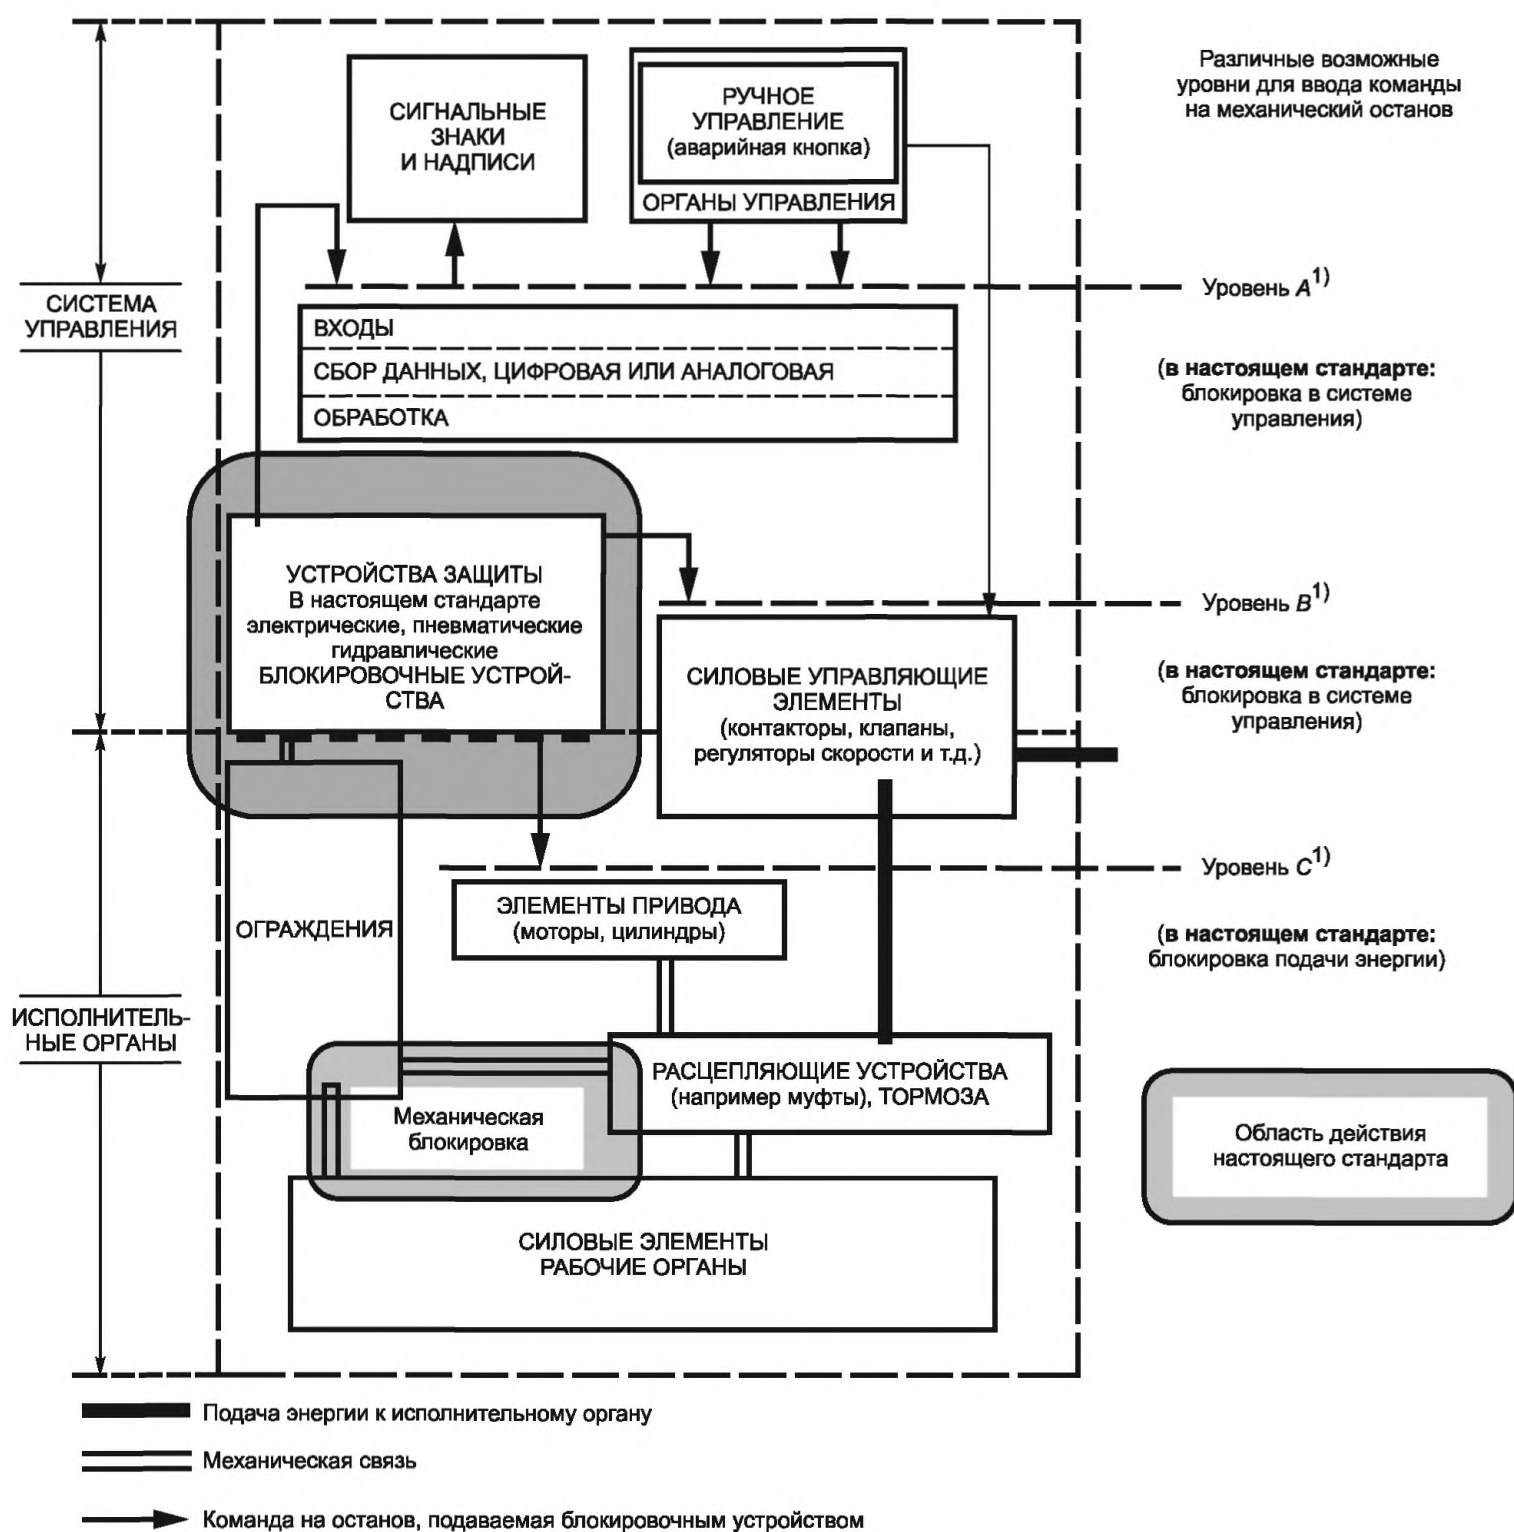 Различные возможные
уровни для ввода команды
на механический останов
СИГНАЛЬНЫЕ
ЗНАКИ
И НАДПИСИ
РУЧНОЕ
УПРАВЛЕНИЕ
(аварийная кнопка)
ОРГАНЫ УПРАВЛЕНИЯ
Уровень A1)
СИСТЕМА
УПРАВЛЕНИЯ
ВХОДЫ
СБОР ДАННЫХ, ЦИФРОВАЯ ИЛИ АНАЛОГОВАЯ
ОБРАБОТКА
(в настоящем стандарте:
блокировка в системе
управления)
УСТРОЙСТВА ЗАЩИТЫ
В настоящем стандарте
электрические, пневматические
гидравлические
БЛОКИРОВОЧНЫЕ УСТРОЙ-
СТВА
Уровень B1)
СИЛОВЫЕ УПРАВЛЯЮЩИЕ
ЭЛЕМЕНТЫ
(контакторы, клапаны,
регуляторы скорости и т.д.)
(в настоящем стандарте:
блокировка в системе
управления)
Уровень C1)
ОГРАЖДЕНИЯ
ЭЛЕМЕНТЫ ПРИВОДА
(моторы, цилиндры)
(в настоящем стандарте:
блокировка подачи энергии)
ИСПОЛНИТЕЛЬ-
НЫЕ ОРГАНЫ
РАСЦЕПЛЯЮЩИЕ УСТРОЙСТВА
(например муфты), ТОРМОЗА
Механическая
блокировка
Область действия
настоящего стандарта
СИЛОВЫЕ ЭЛЕМЕНТЫ
РАБОЧИЕ ОРГАНЫ
Подача энергии к исполнительному органу
Механическая связь
Команда на останов, подаваемая блокировочным устройством